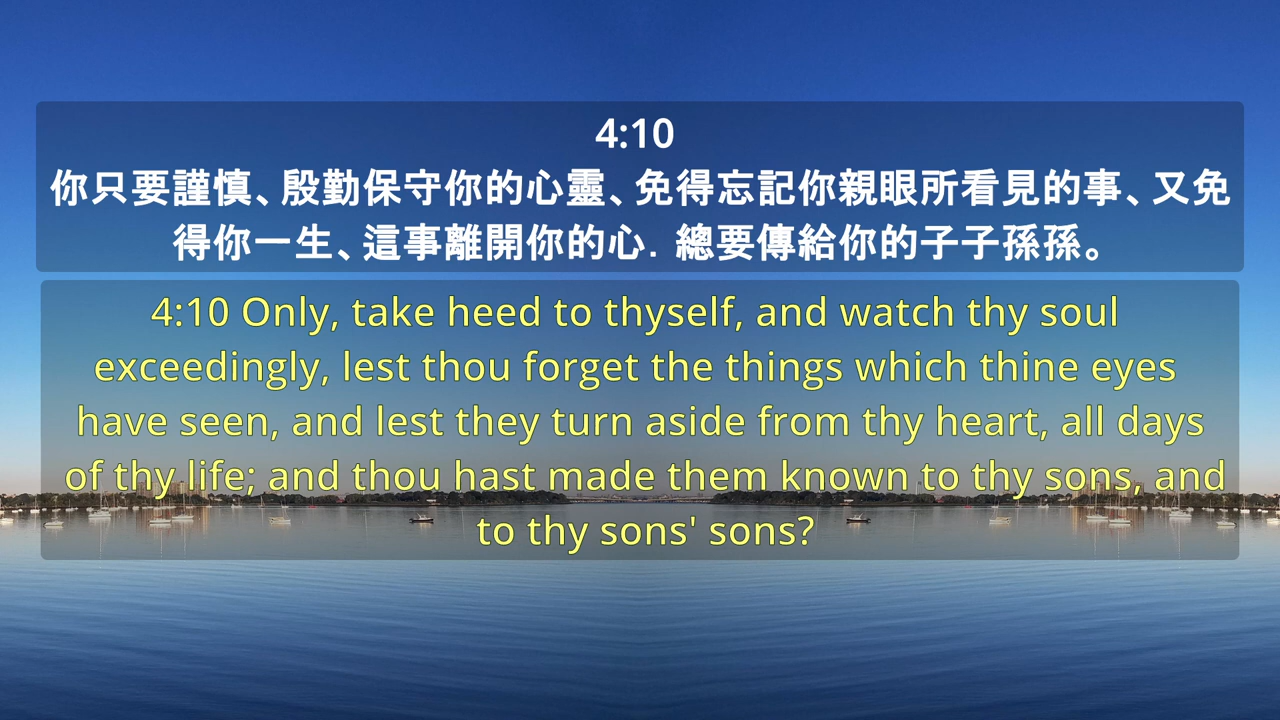 4:10
你只要謹慎、殷勤保守你的心靈、免得忘記你親眼所看見的事、又免
得你一生、這事離開你的心．總要傳給你的子子孫孫。
4:10 Only, take heed to thyself, and watch thy soul
exceedingly, lest thou forget the things which thine eyes
have seen, and lest they turn aside from thy heart, all days
of thy life; and thou hast made them known to thy sons, and
to thy sons' sons?